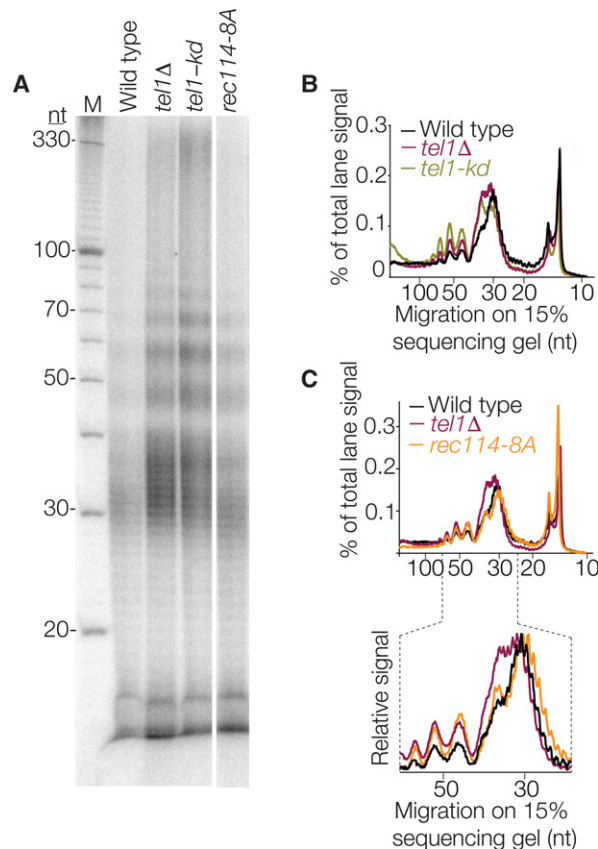 A
nt
M
Wild type
tel1Δ
tel1-kd
rec114-8A
330-
100-
70-
50-
30-
20-
B
% of total lane signal
0.3
0.2
0.1
0
Wild type
tel1Δ
tel1-kd
100 50 30 20 10
Migration on 15%
sequencing gel (nt)
C
% of total lane signal
0.3
0.2
0.1
Wild type
tel1Δ
rec114-8A
100 50 30 20 10
Relative signal
50 30
Migration on 15%
sequencing gel (nt)